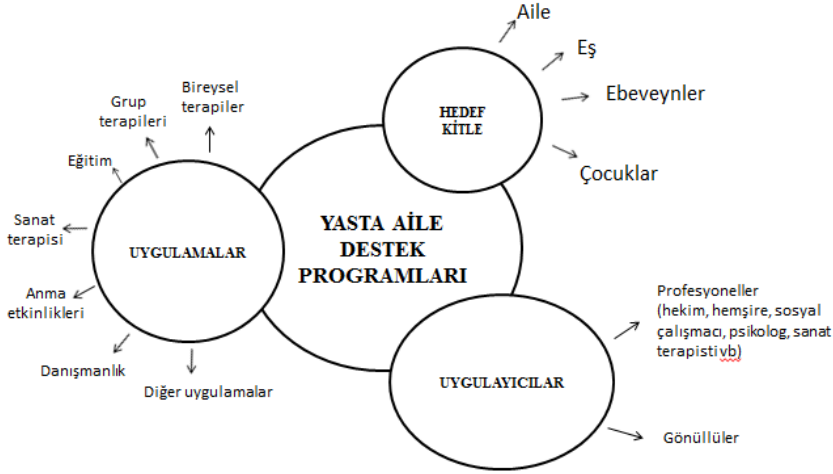 Aile
Eş
Ebeveynler
Çocuklar
HEDEF
KİTLE
Bireysel
terapiler
Grup
terapileri
Eğitim
Sanat
terapisi
Anma
etkinlikleri
Danışmanlık
Diğer uygulamalar
UYGULAMALAR
YASTA AİLE
DESTEK
PROGRAMLARI
UYGULAYICILAR
Profesyoneller
(hekim, hemşire, sosyal
çalışmacı, psikolog, sanat
terapisti vb)
Gönüllüler